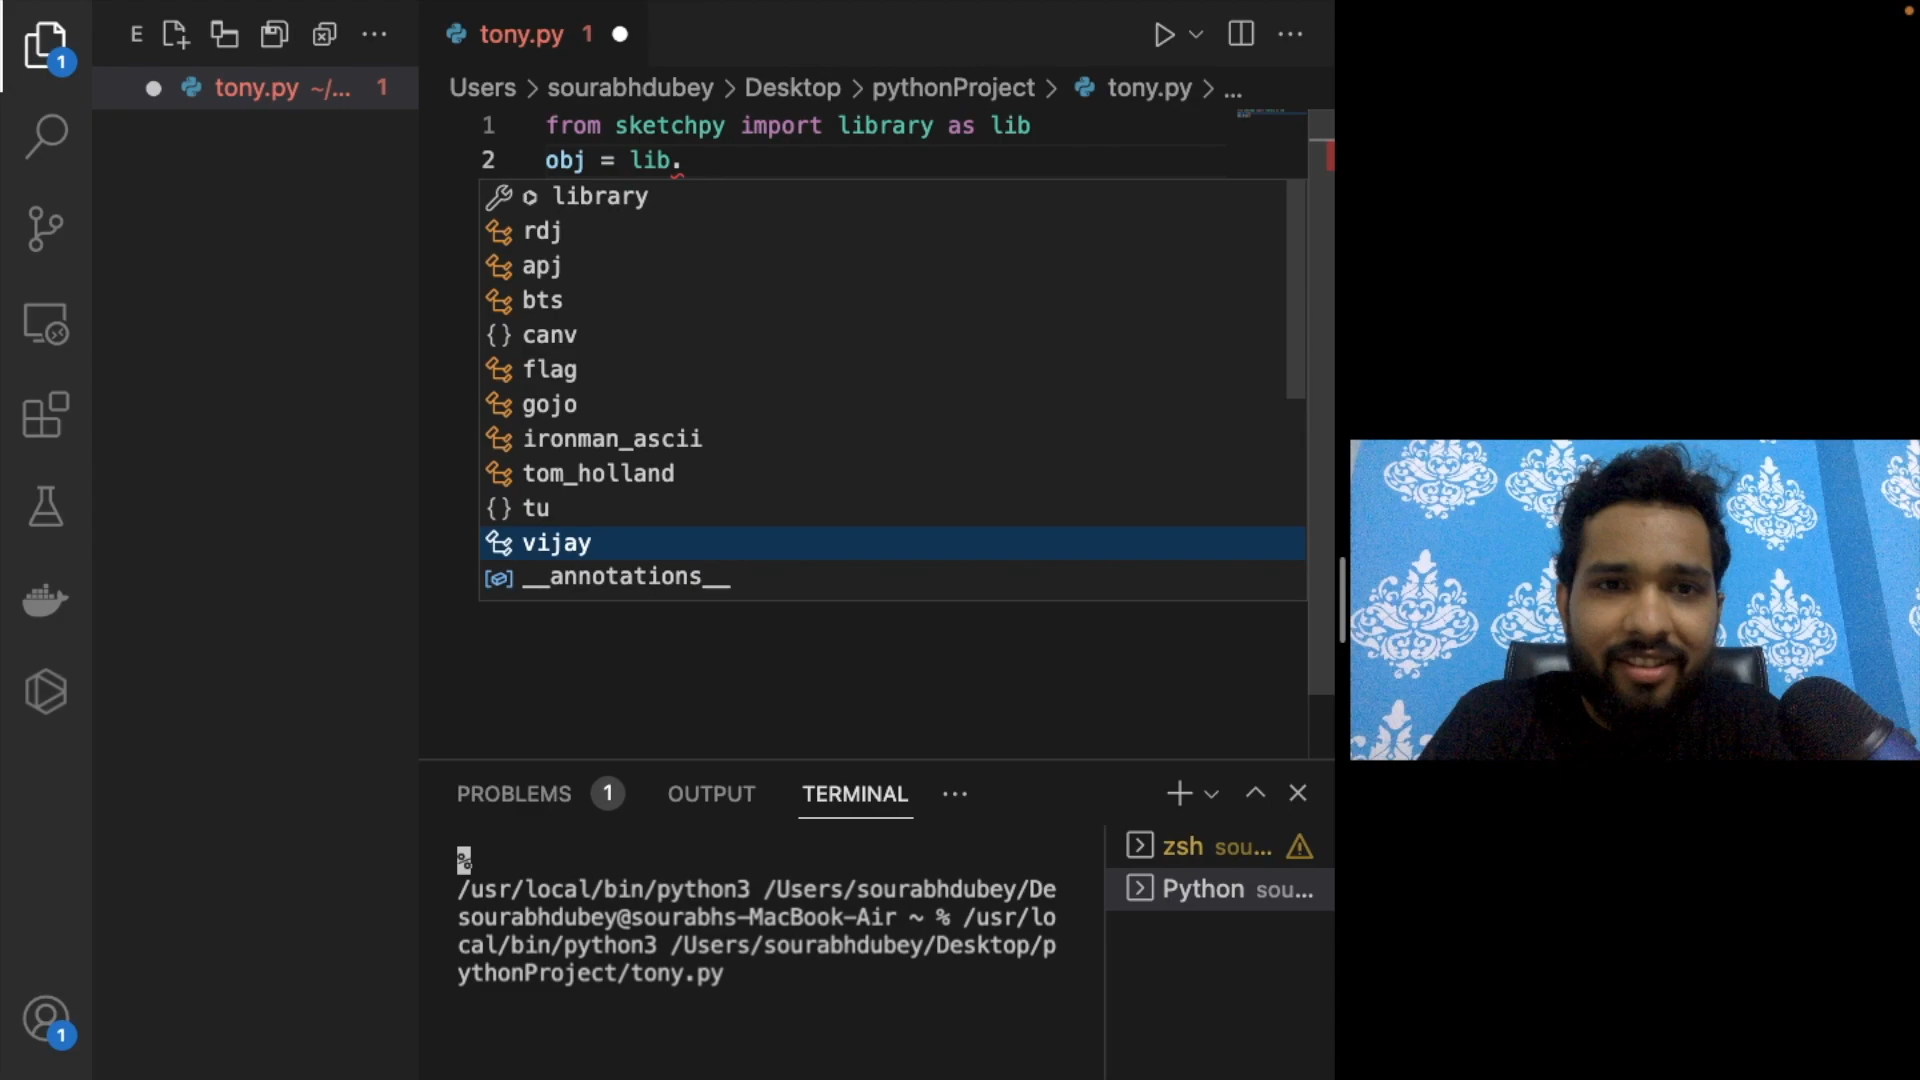 1
E
tony.py 1
tony.py ~/... 1
Users > sourabhdubey > Desktop > pythonProject > tony.py > ...
1 from sketchpy import library as lib
2 obj = lib.
library
rdj
apj
bts
{} canv
flag
gojo
ironman_ascii
tom_holland
{} tu
vijay
__annotations__
PROBLEMS 1 OUTPUT TERMINAL ...
%
/usr/local/bin/python3 /Users/sourabhdubey/De
sourabhdubey@sourabhs-MacBook-Air ~ % /usr/lo
cal/bin/python3 /Users/sourabhdubey/Desktop/p
ythonProject/tony.py
zsh sou...
Python sou...
1